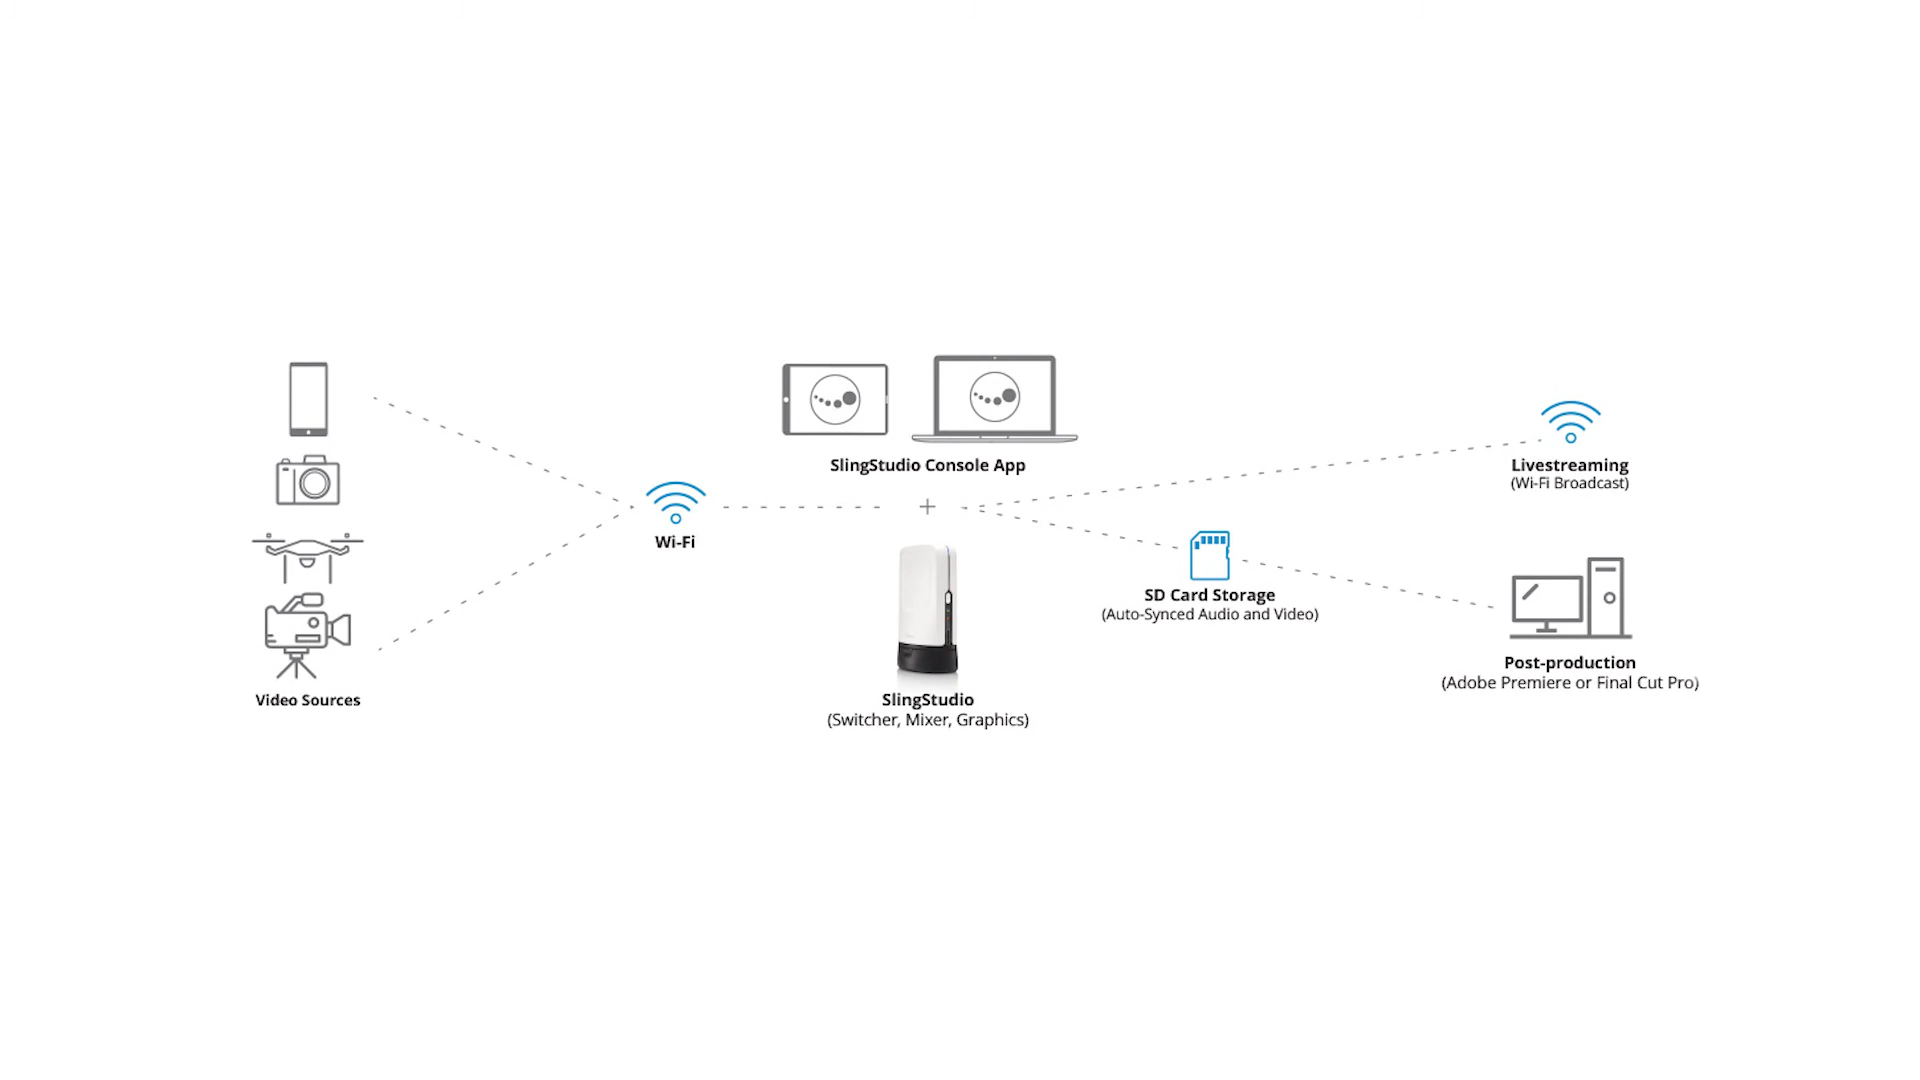 Video Sources
Wi-Fi
SlingStudio Console App
SlingStudio
(Switcher, Mixer, Graphics)
SD Card Storage
(Auto-Synced Audio and Video)
Livestreaming
(Wi-Fi Broadcast)
Post-production
(Adobe Premiere or Final Cut Pro)